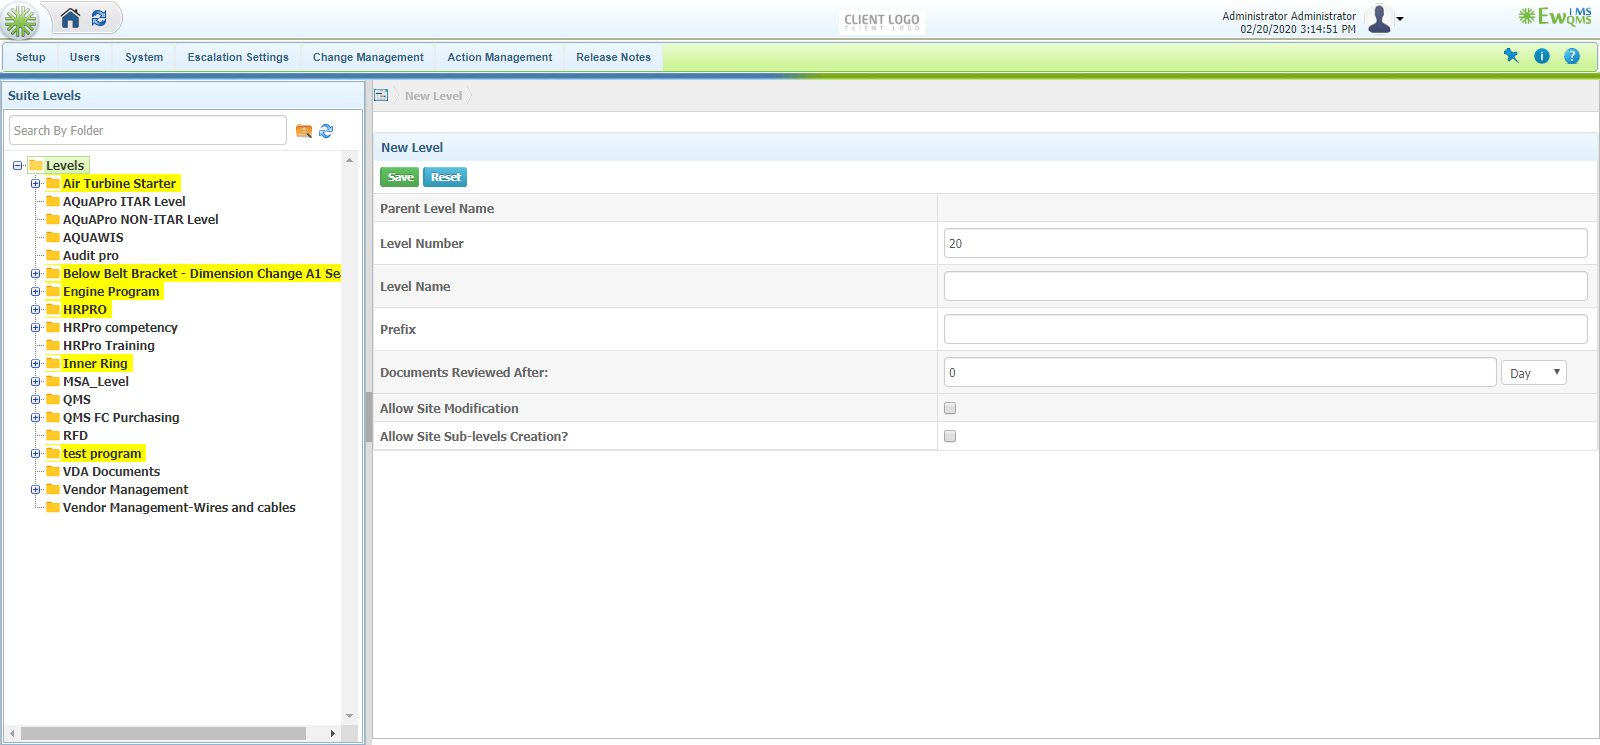 CLIENT LOGO
CLIENT LOGO
Administrator Administrator
02/20/2020 3:14:51 PM
EwQMS
IMS
Setup
Users
System
Escalation Settings
Change Management
Action Management
Release Notes
Suite Levels
Search By Folder
Levels
Air Turbine Starter
AQuAPro ITAR Level
AQuAPro NON-ITAR Level
AQUAWIS
Audit pro
Below Belt Bracket - Dimension Change A1 Se
Engine Program
HRPRO
HRPro competency
HRPro Training
Inner Ring
MSA_Level
QMS
QMS FC Purchasing
RFD
test program
VDA Documents
Vendor Management
Vendor Management-Wires and cables
New Level
New Level
Save
Reset
Parent Level Name
Level Number
20
Level Name
Prefix
Documents Reviewed After:
0
Day
Allow Site Modification
Allow Site Sub-levels Creation?